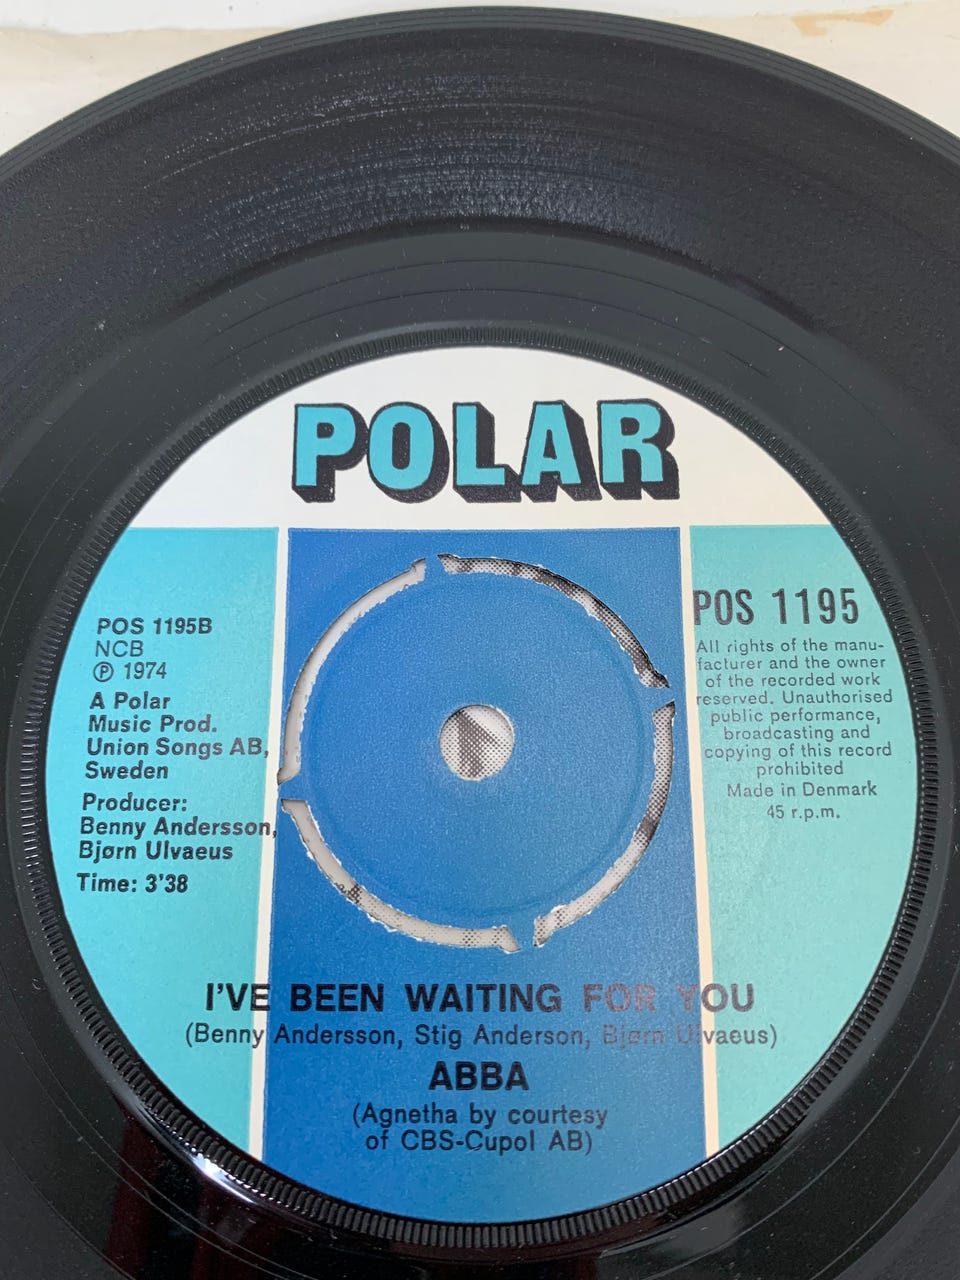 POLAR
POS 1195B
NCB
Ⓟ 1974
A Polar
Music Prod.
Union Songs AB,
Sweden
Producer:
Benny Andersson,
Bjørn Ulvaeus
Time: 3'38
POS 1195
All rights of the manu-
facturer and the owner
of the recorded work
reserved. Unauthorised
public performance,
broadcasting and
copying of this record
prohibited
Made in Denmark
45 r.p.m.
I'VE BEEN WAITING FOR YOU
(Benny Andersson, Stig Anderson, Bjørn Ulvaeus)
ABBA
(Agnetha by courtesy
of CBS-Cupol AB)